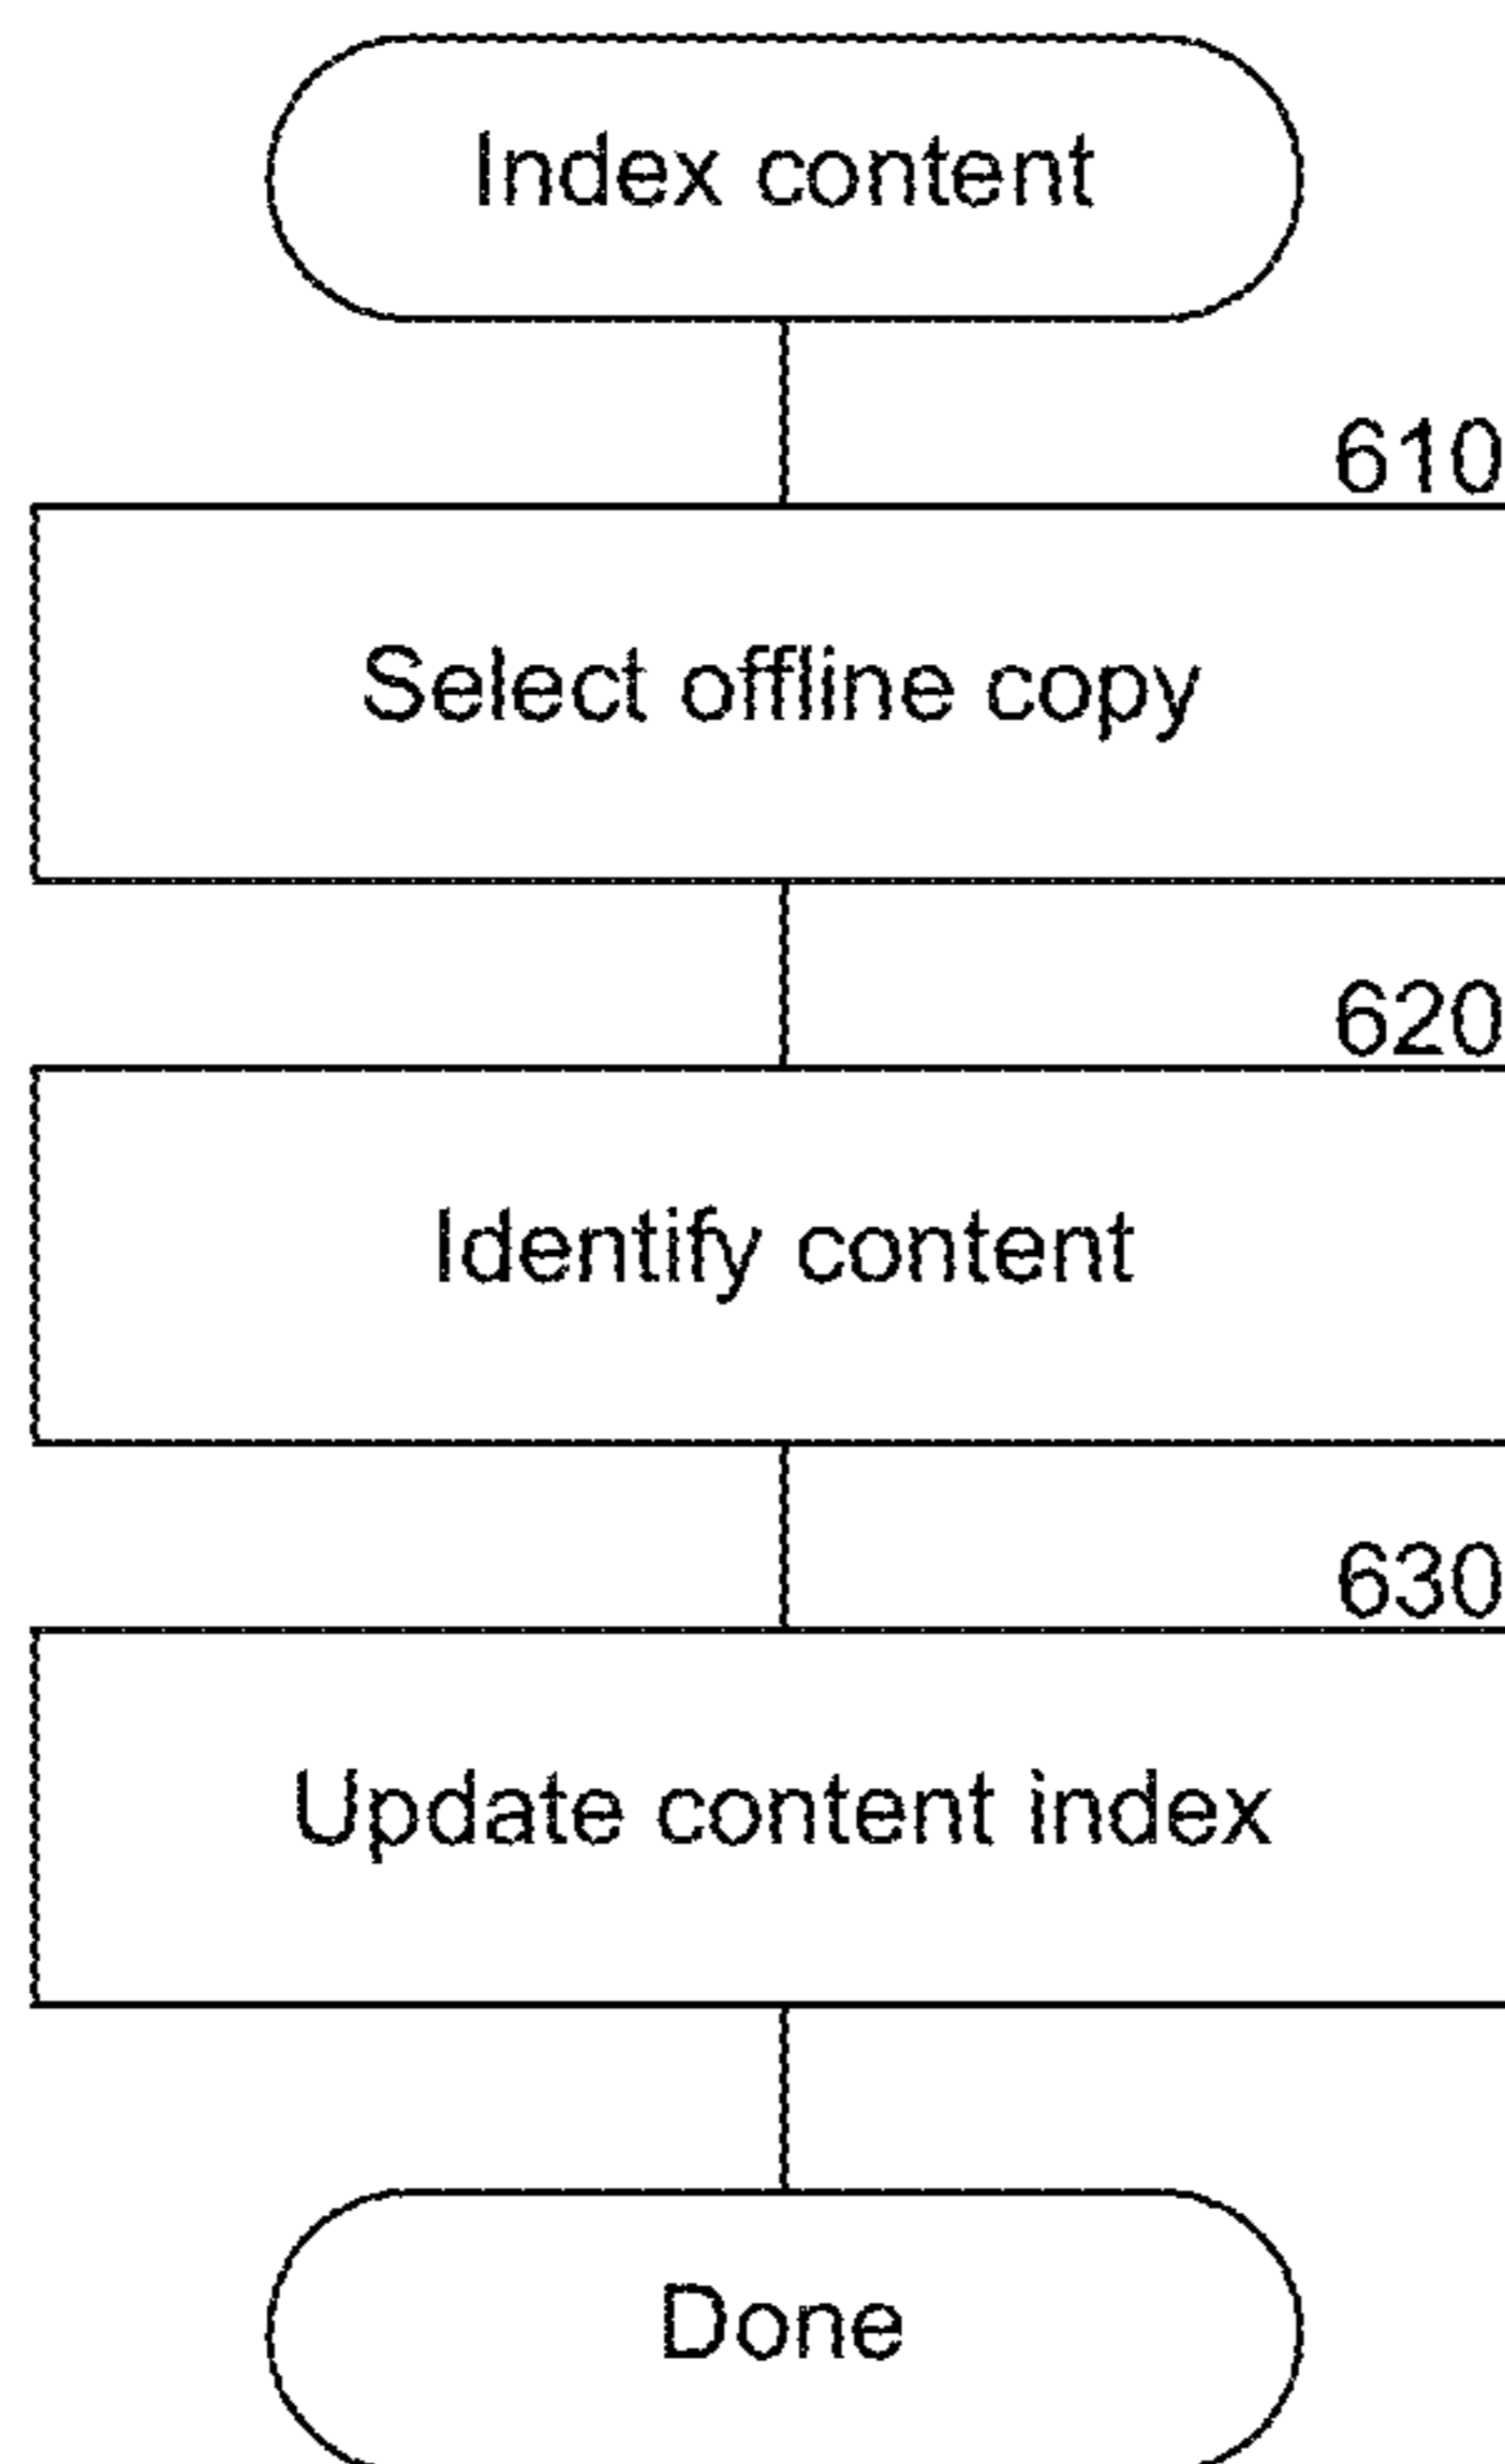 Index content
610
Select offline copy
620
Identify content
630
Update content index
Done